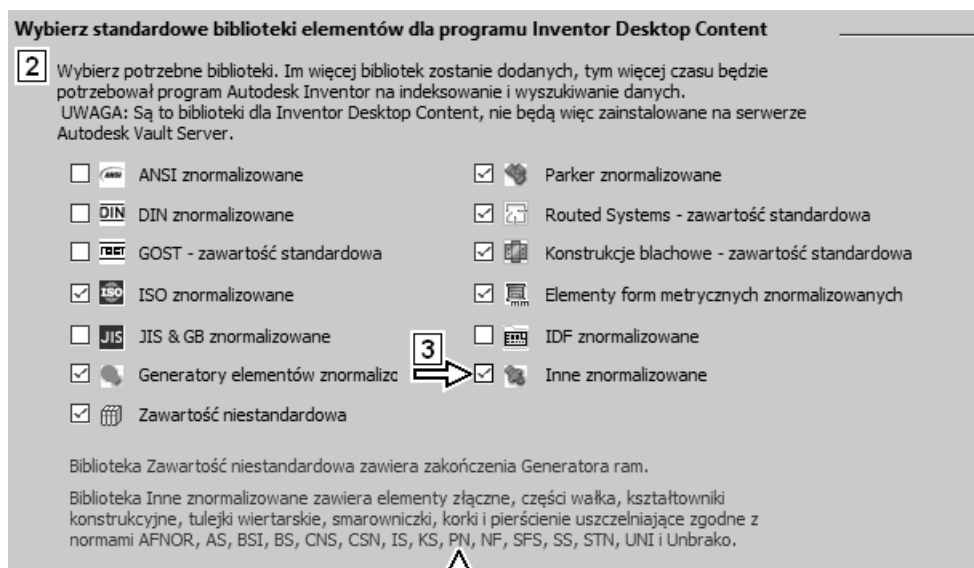 Wybierz standardowe biblioteki elementów dla programu Inventor Desktop Content
2
Wybierz potrzebne biblioteki. Im więcej bibliotek zostanie dodanych, tym więcej czasu będzie
potrzebował program Autodesk Inventor na indeksowanie i wyszukiwanie danych.
UWAGA: Są to biblioteki dla Inventor Desktop Content, nie będą więc zainstalowane na serwerze
Autodesk Vault Server.
ANSI ANSI znormalizowane
Parker znormalizowane
DIN DIN znormalizowane
Routed Systems - zawartość standardowa
ГОСТ GOST - zawartość standardowa
Konstrukcje blachowe - zawartość standardowa
ISO ISO znormalizowane
mm Elementy form metrycznych znormalizowanych
JIS JIS & GB znormalizowane
IDF znormalizowane
3
Generatory elementów znormalizo
Inne znormalizowane
Zawartość niestandardowa
Biblioteka Zawartość niestandardowa zawiera zakończenia Generatora ram.
Biblioteka Inne znormalizowane zawiera elementy złączne, części wałka, kształtowniki
konstrukcyjne, tulejki wiertarskie, smarowniczki, korki i pierścienie uszczelniające zgodne z
normami AFNOR, AS, BSI, BS, CNS, CSN, IS, KS, PN, NF, SFS, SS, STN, UNI i Unbrako.